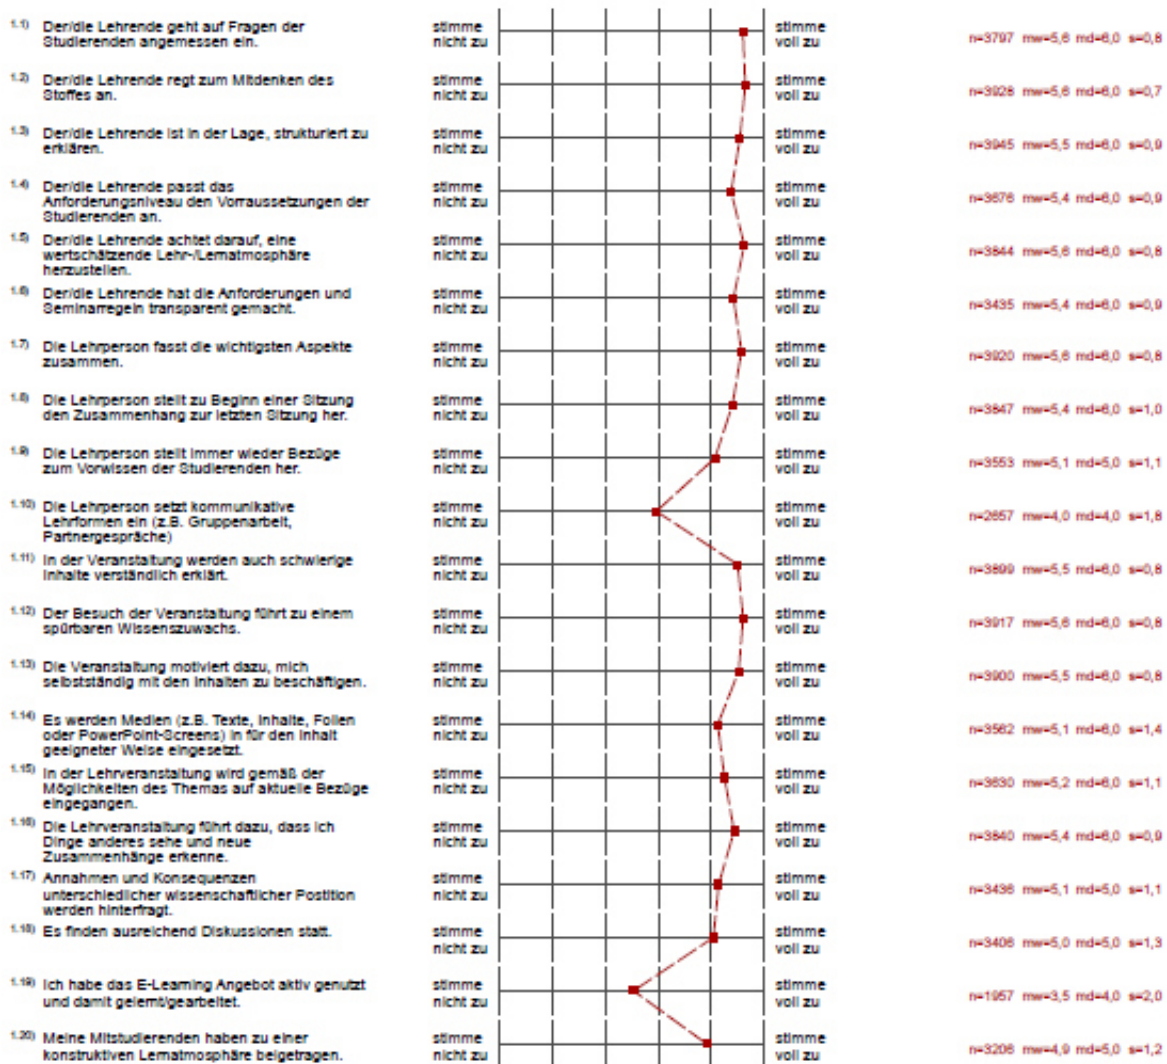 1.1) Der/die Lehrende geht auf Fragen der
Studierenden angemessen ein.
stimme
nicht zu
stimme
voll zu
n=3797 mw=5,6 md=6,0 s=0,8
1.2) Der/die Lehrende regt zum Mitdenken des
Stoffes an.
stimme
nicht zu
stimme
voll zu
n=3928 mw=5,6 md=6,0 s=0,7
1.3) Der/die Lehrende ist in der Lage, strukturiert zu
erklären.
stimme
nicht zu
stimme
voll zu
n=3945 mw=5,5 md=6,0 s=0,9
1.4) Der/die Lehrende passt das
Anforderungsniveau den Vorraussetzungen der
Studierenden an.
stimme
nicht zu
stimme
voll zu
n=3676 mw=5,4 md=6,0 s=0,9
1.5) Der/die Lehrende achtet darauf, eine
wertschätzende Lehr-/Lernatmosphäre
herzustellen.
stimme
nicht zu
stimme
voll zu
n=3844 mw=5,6 md=6,0 s=0,8
1.6) Der/die Lehrende hat die Anforderungen und
Seminarregeln transparent gemacht.
stimme
nicht zu
stimme
voll zu
n=3435 mw=5,4 md=6,0 s=0,9
1.7) Die Lehrperson fasst die wichtigsten Aspekte
zusammen.
stimme
nicht zu
stimme
voll zu
n=3920 mw=5,6 md=6,0 s=0,8
1.8) Die Lehrperson stellt zu Beginn einer Sitzung
den Zusammenhang zur letzten Sitzung her.
stimme
nicht zu
stimme
voll zu
n=3847 mw=5,4 md=6,0 s=1,0
1.9) Die Lehrperson stellt immer wieder Bezüge
zum Vorwissen der Studierenden her.
stimme
nicht zu
stimme
voll zu
n=3553 mw=5,1 md=5,0 s=1,1
1.10) Die Lehrperson setzt kommunikative
Lehrformen ein (z.B. Gruppenarbeit,
Partnergespräche)
stimme
nicht zu
stimme
voll zu
n=2657 mw=4,0 md=4,0 s=1,8
1.11) In der Veranstaltung werden auch schwierige
Inhalte verständlich erklärt.
stimme
nicht zu
stimme
voll zu
n=3899 mw=5,5 md=6,0 s=0,8
1.12) Der Besuch der Veranstaltung führt zu einem
spürbaren Wissenszuwachs.
stimme
nicht zu
stimme
voll zu
n=3917 mw=5,6 md=6,0 s=0,8
1.13) Die Veranstaltung motiviert dazu, mich
selbstständig mit den Inhalten zu beschäftigen.
stimme
nicht zu
stimme
voll zu
n=3900 mw=5,5 md=6,0 s=0,8
1.14) Es werden Medien (z.B. Texte, Inhalte, Folien
oder PowerPoint-Screens) in für den Inhalt
geeigneter Weise eingesetzt.
stimme
nicht zu
stimme
voll zu
n=3562 mw=5,1 md=6,0 s=1,4
1.15) In der Lehrveranstaltung wird gemäß der
Möglichkeiten des Themas auf aktuelle Bezüge
eingegangen.
stimme
nicht zu
stimme
voll zu
n=3630 mw=5,2 md=6,0 s=1,1
1.16) Die Lehrveranstaltung führt dazu, dass ich
Dinge anderes sehe und neue
Zusammenhänge erkenne.
stimme
nicht zu
stimme
voll zu
n=3840 mw=5,4 md=6,0 s=0,9
1.17) Annahmen und Konsequenzen
unterschiedlicher wissenschaftlicher Postition
werden hinterfragt.
stimme
nicht zu
stimme
voll zu
n=3436 mw=5,1 md=5,0 s=1,1
1.18) Es finden ausreichend Diskussionen statt.
stimme
nicht zu
stimme
voll zu
n=3406 mw=5,0 md=5,0 s=1,3
1.19) Ich habe das E-Learning Angebot aktiv genutzt
und damit gelernt/gearbeitet.
stimme
nicht zu
stimme
voll zu
n=1957 mw=3,5 md=4,0 s=2,0
1.20) Meine Mitstudierenden haben zu einer
konstruktiven Lernatmosphäre beigetragen.
stimme
nicht zu
stimme
voll zu
n=3206 mw=4,9 md=5,0 s=1,2